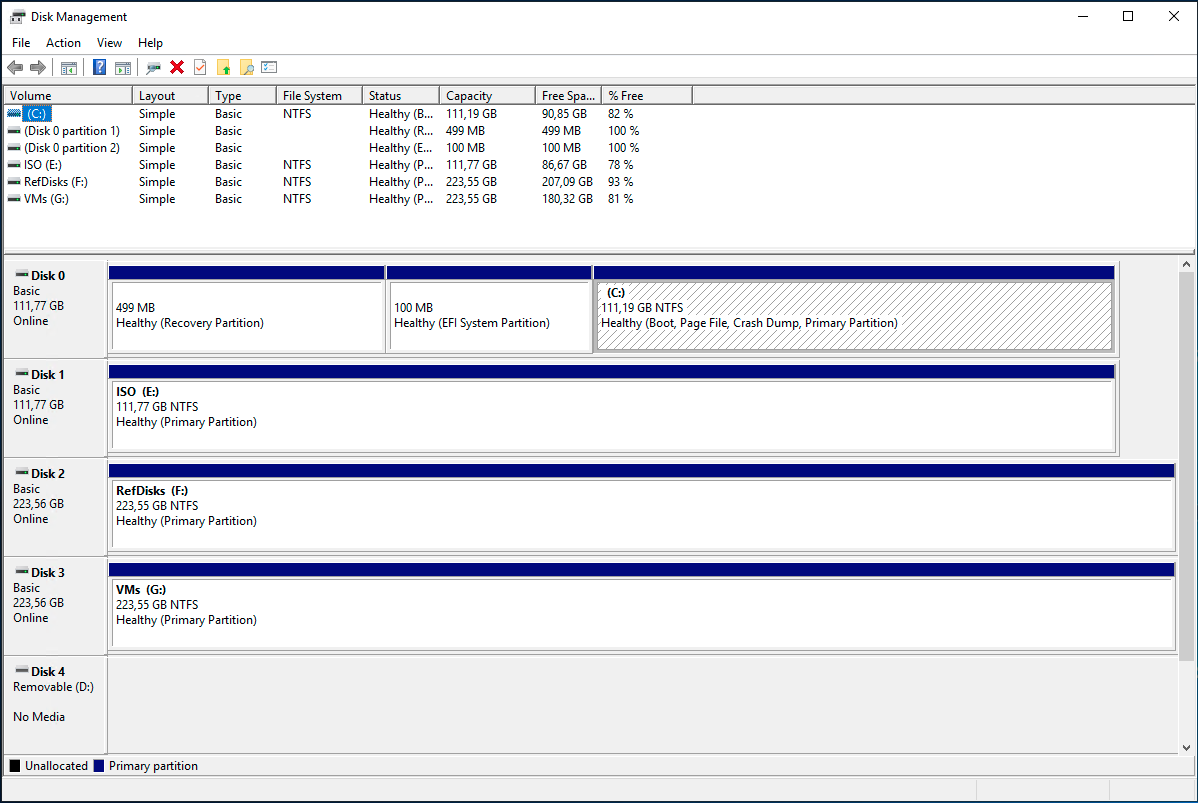 Disk Management
File Action View Help
Volume Layout Type File System Status Capacity Free Spa... % Free
(C:) Simple Basic NTFS Healthy (B... 111,19 GB 90,85 GB 82 %
(Disk 0 partition 1) Simple Basic Healthy (R... 499 MB 499 MB 100 %
(Disk 0 partition 2) Simple Basic Healthy (E... 100 MB 100 MB 100 %
ISO (E:) Simple Basic NTFS Healthy (P... 111,77 GB 86,67 GB 78 %
RefDisks (F:) Simple Basic NTFS Healthy (P... 223,55 GB 207,09 GB 93 %
VMs (G:) Simple Basic NTFS Healthy (P... 223,55 GB 180,32 GB 81 %
Disk 0
Basic
111,77 GB
Online
499 MB
Healthy (Recovery Partition)
100 MB
Healthy (EFI System Partition)
(C:)
111,19 GB NTFS
Healthy (Boot, Page File, Crash Dump, Primary Partition)
Disk 1
Basic
111,77 GB
Online
ISO (E:)
111,77 GB NTFS
Healthy (Primary Partition)
Disk 2
Basic
223,56 GB
Online
RefDisks (F:)
223,55 GB NTFS
Healthy (Primary Partition)
Disk 3
Basic
223,56 GB
Online
VMs (G:)
223,55 GB NTFS
Healthy (Primary Partition)
Disk 4
Removable (D:)
No Media
Unallocated Primary partition